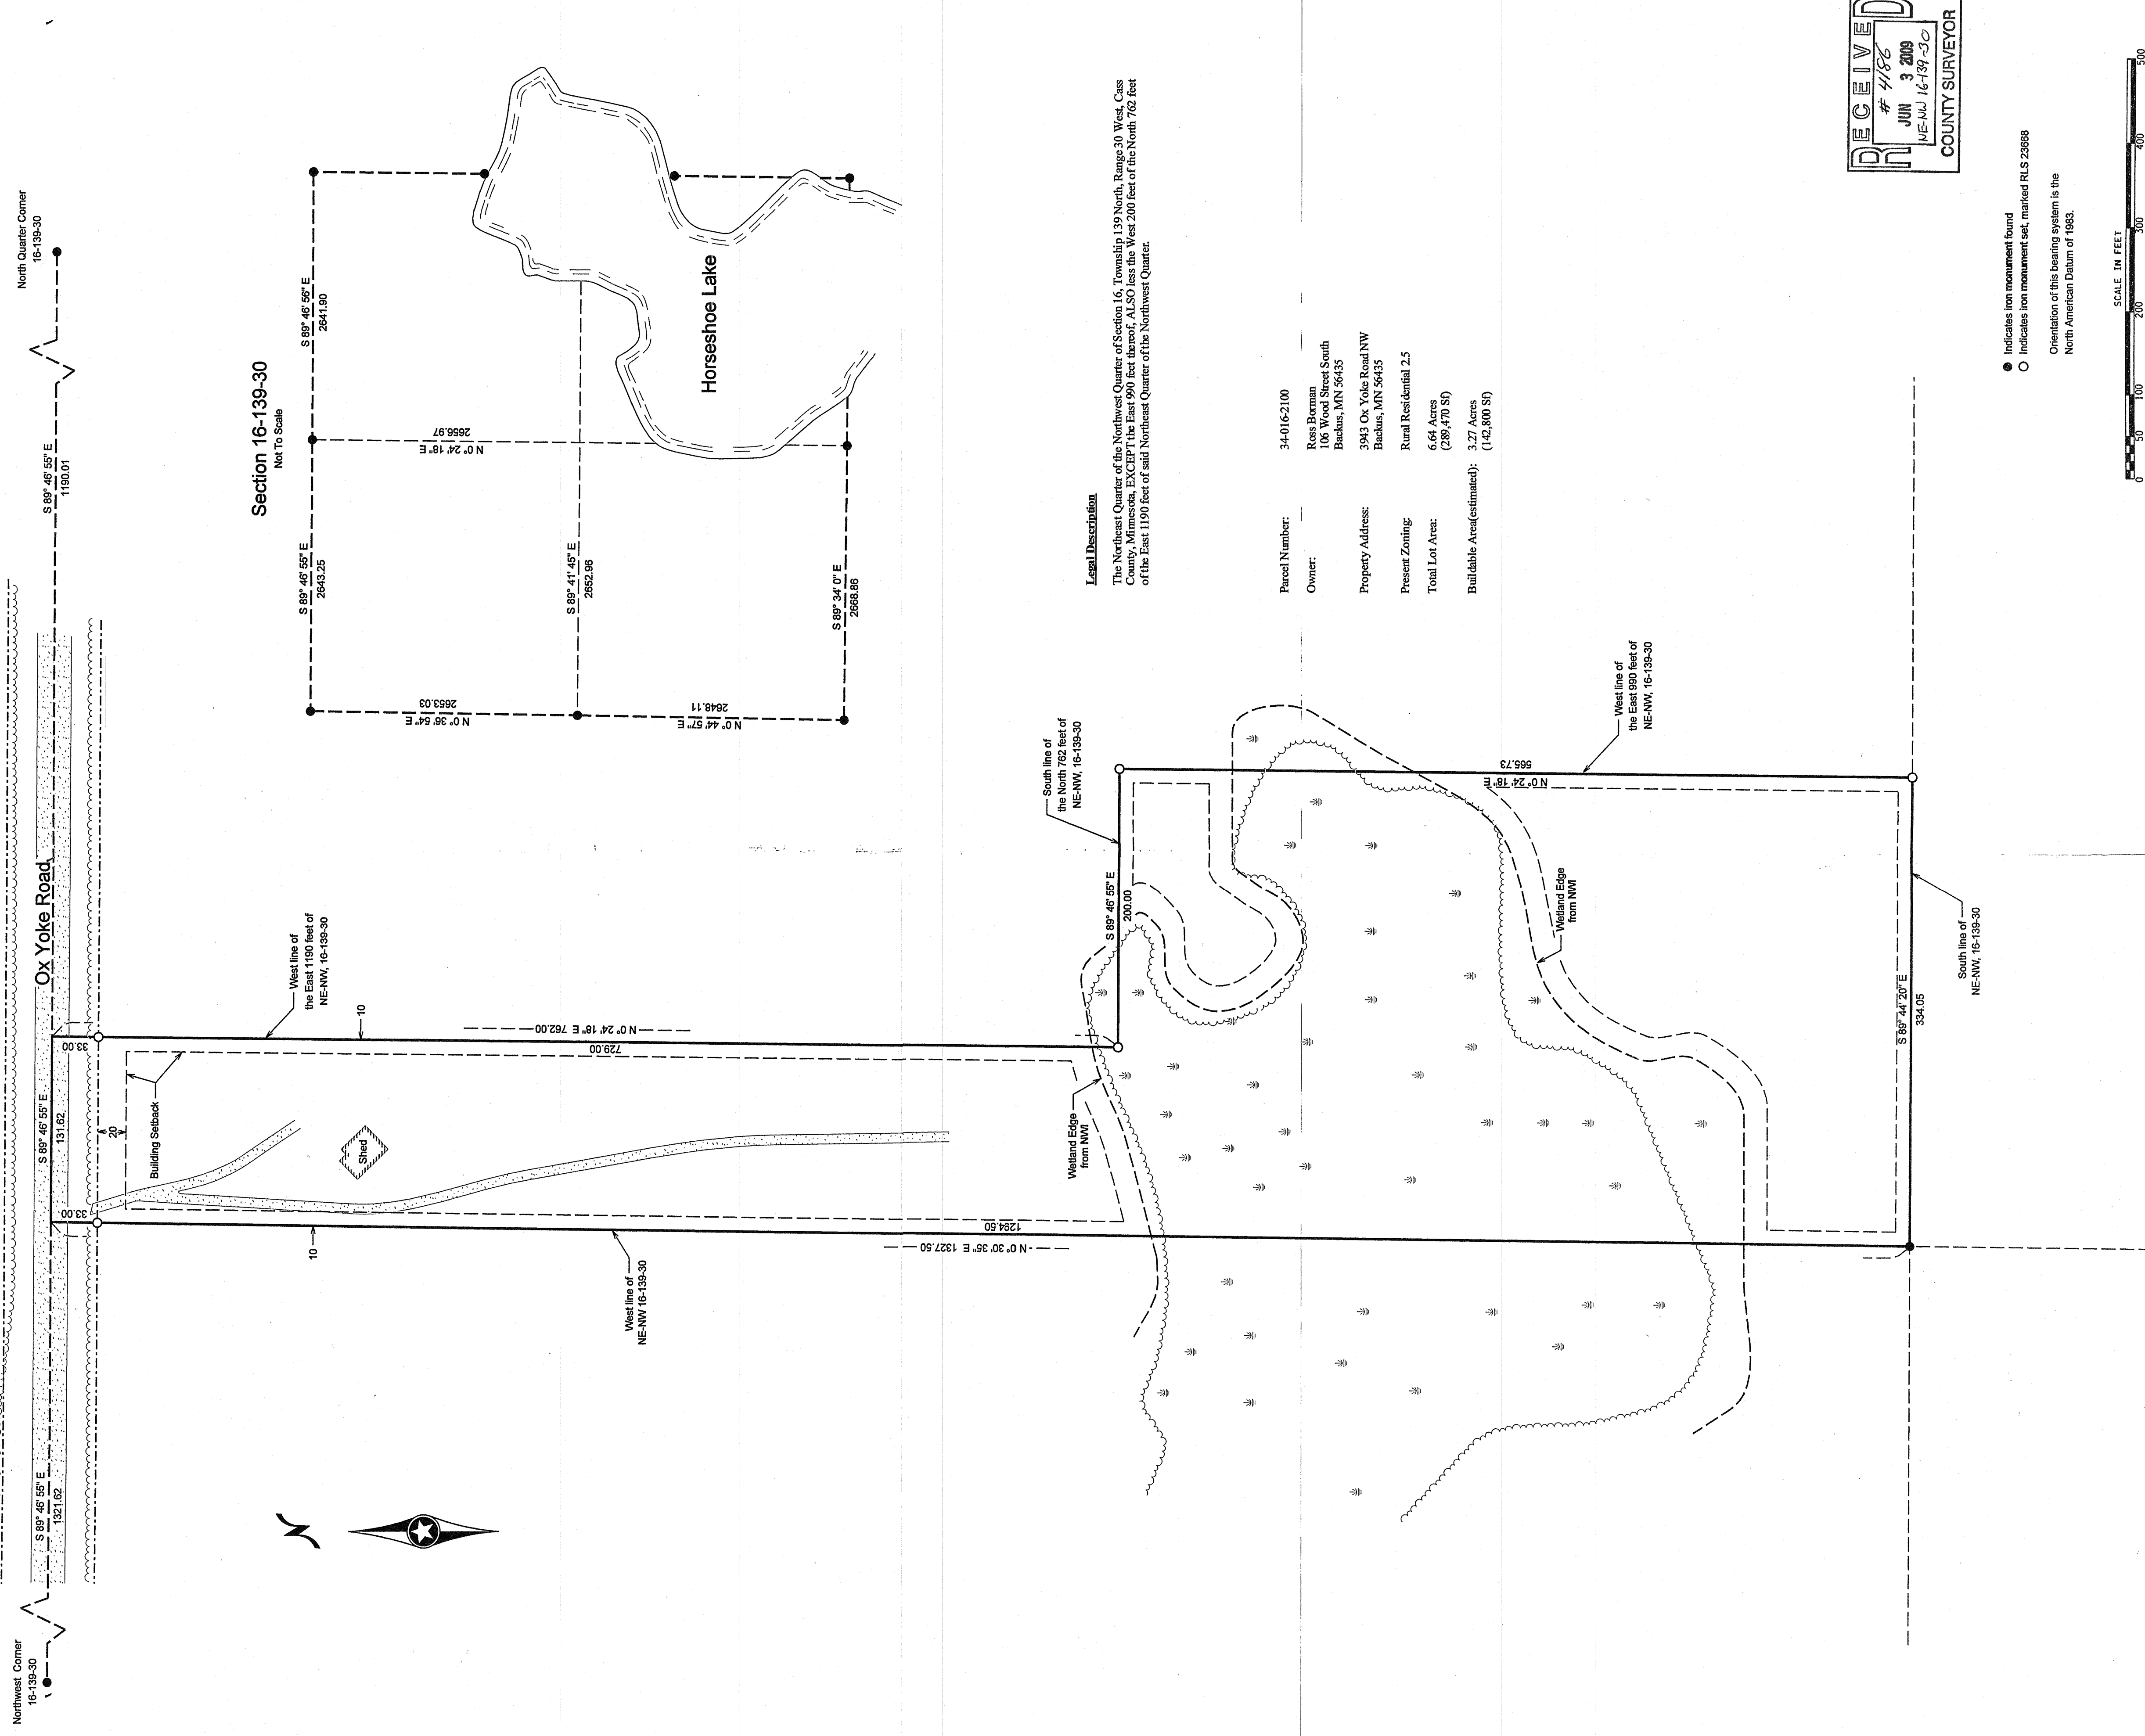 Northwest Corner
16-139-30
S 89° 46' 55" E
1321.62
Ox Yoke Road
S 89° 46' 55" E
131.62
33.00
33.00
S 89° 46' 55" E
1190.01
North Quarter Corner
16-139-30
N
20
Building Setback
Shed
10
10
West line of
the East 1190 feet of
NE-NW, 16-139-30
N 0° 24' 18" E 762.00
729.00
West line of
NE-NW 16-139-30
N 0° 30' 35" E 1327.50
1294.50
Wetland Edge
from NWI
South line of
the North 762 feet of
NE-NW, 16-139-30
S 89° 46' 55" E
200.00
N 0° 24' 18" E
565.73
West line of
the East 990 feet of
NE-NW, 16-139-30
Wetland Edge
from NWI
S 89° 44' 20" E
334.05
South line of
NE-NW, 16-139-30
Section 16-139-30
Not To Scale
S 89° 46' 55" E
2643.25
S 89° 46' 56" E
2641.90
N 0° 36' 54" E
2653.03
N 0° 24' 18" E
2656.97
S 89° 41' 45" E
2652.96
N 0° 44' 57" E
2648.11
S 89° 34' 0" E
2668.86
Horseshoe Lake
Legal Description
The Northeast Quarter of the Northwest Quarter of Section 16, Township 139 North, Range 30 West, Cass
County, Minnesota, EXCEPT the East 990 feet thereof, ALSO less the West 200 feet of the North 762 feet
of the East 1190 feet of said Northeast Quarter of the Northwest Quarter.
Parcel Number: 34-016-2100
Owner: Ross Borman
106 Wood Street South
Backus, MN 56435
Property Address: 3943 Ox Yoke Road NW
Backus, MN 56435
Present Zoning: Rural Residential 2.5
Total Lot Area: 6.64 Acres
(289,470 Sf)
Buildable Area(estimated): 3.27 Acres
(142,800 Sf)
RECEIVED
# 4186
JUN 3 2009
NE-NW 16-139-30
COUNTY SURVEYOR
Indicates iron monument found
Indicates iron monument set, marked RLS 23668
Orientation of this bearing system is the
North American Datum of 1983.
SCALE IN FEET
0 50 100 200 300 400 500